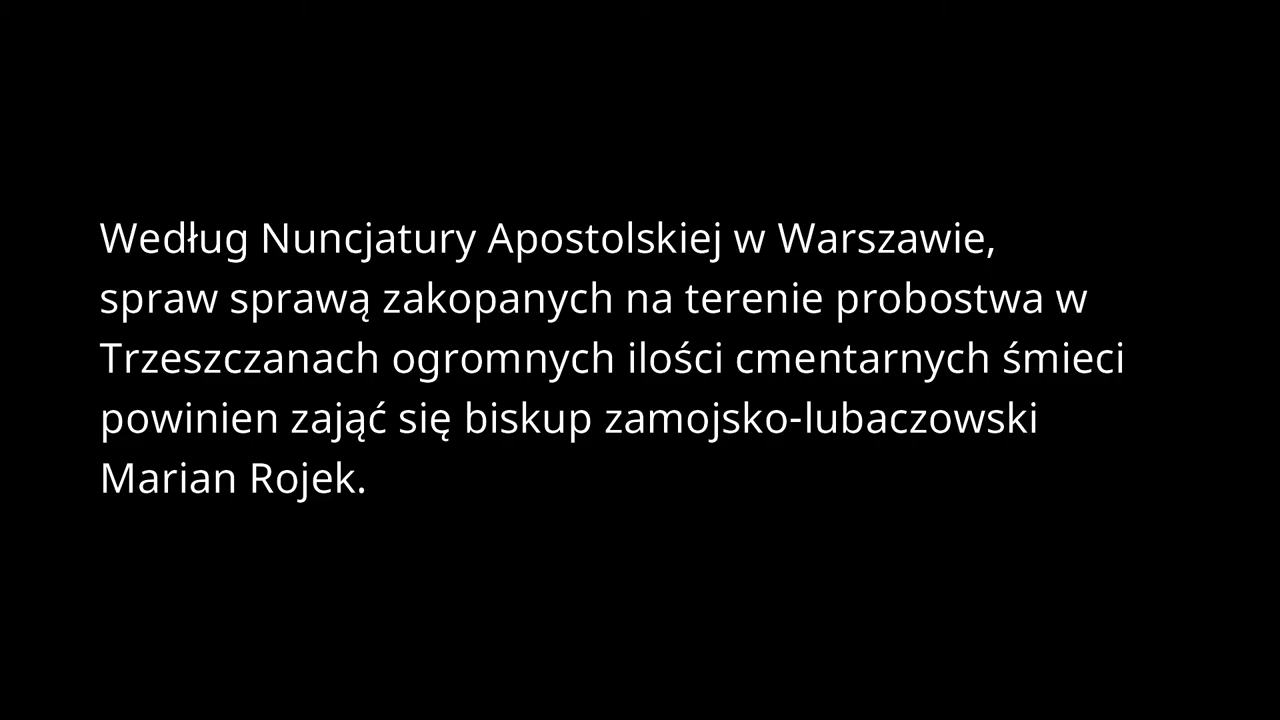 Według Nuncjatury Apostolskiej w Warszawie,
spraw sprawą zakopanych na terenie probostwa w
Trzeszczanach ogromnych ilości cmentarnych śmieci
powinien zająć się biskup zamojsko-lubaczowski
Marian Rojek.